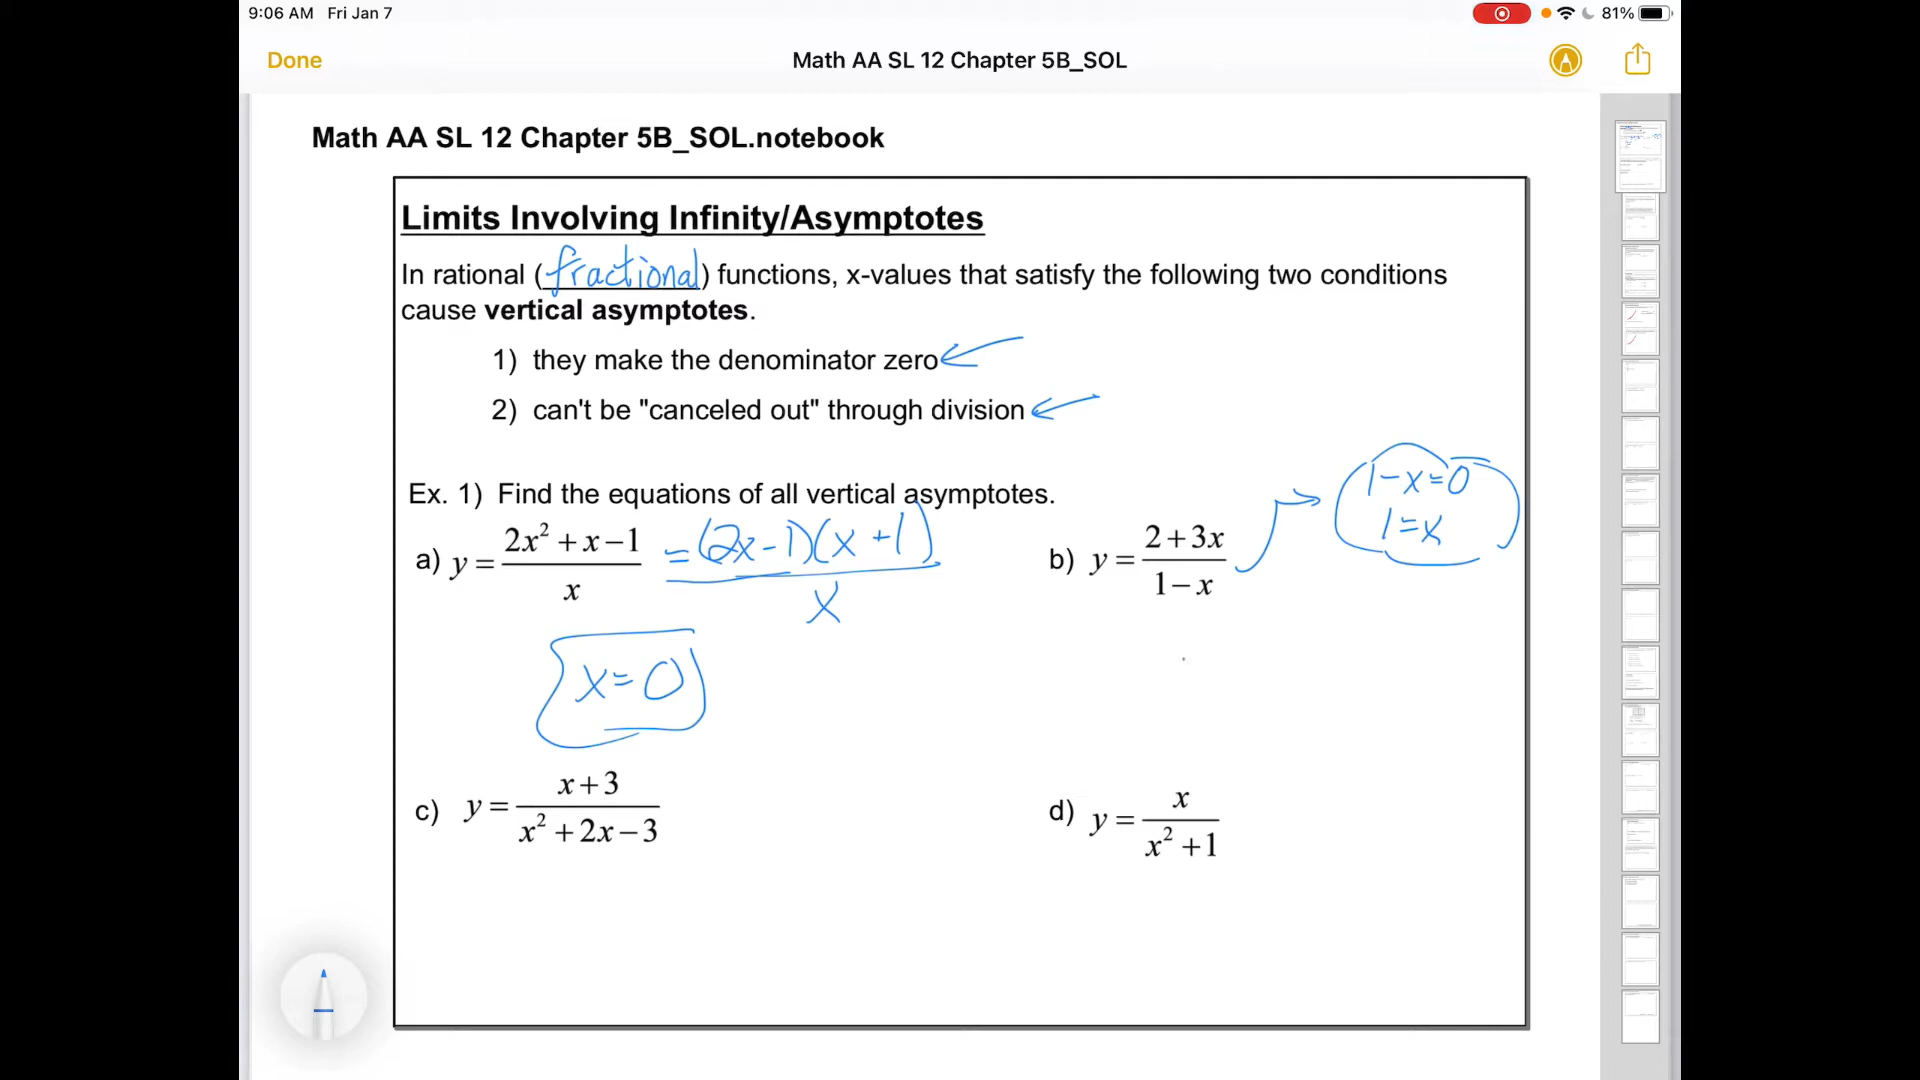 9:06 AM Fri Jan 7
81%
Done
Math AA SL 12 Chapter 5B_SOL
Math AA SL 12 Chapter 5B_SOL.notebook
Limits Involving Infinity/Asymptotes
In rational (fractional) functions, x-values that satisfy the following two conditions
cause vertical asymptotes.
1) they make the denominator zero
2) can't be "canceled out" through division
Ex. 1) Find the equations of all vertical asymptotes.
a) y = (2x² + x − 1)/x = (2x-1)(x+1)/x
x=0
b) y = (2 + 3x)/(1 − x)
1-x=0
1=x
c) y = (x + 3)/(x² + 2x − 3)
d) y = x/(x² + 1)